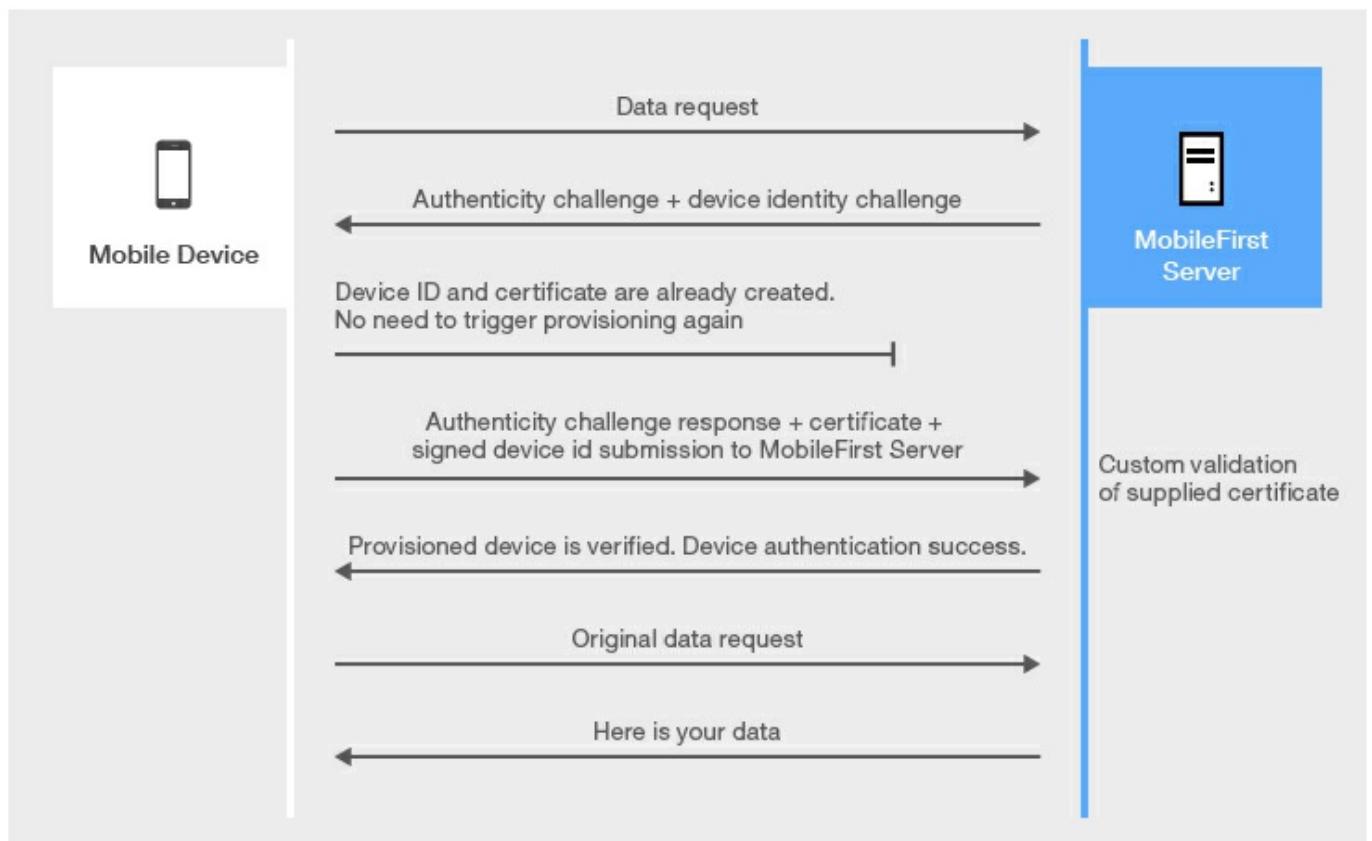 Data request
Authenticity challenge + device identity challenge
Mobile Device
MobileFirst
Server
Device ID and certificate are already created.
No need to trigger provisioning again
Authenticity challenge response + certificate +
signed device id submission to MobileFirst Server
Custom validation
of supplied certificate
Provisioned device is verified. Device authentication success.
Original data request
Here is your data